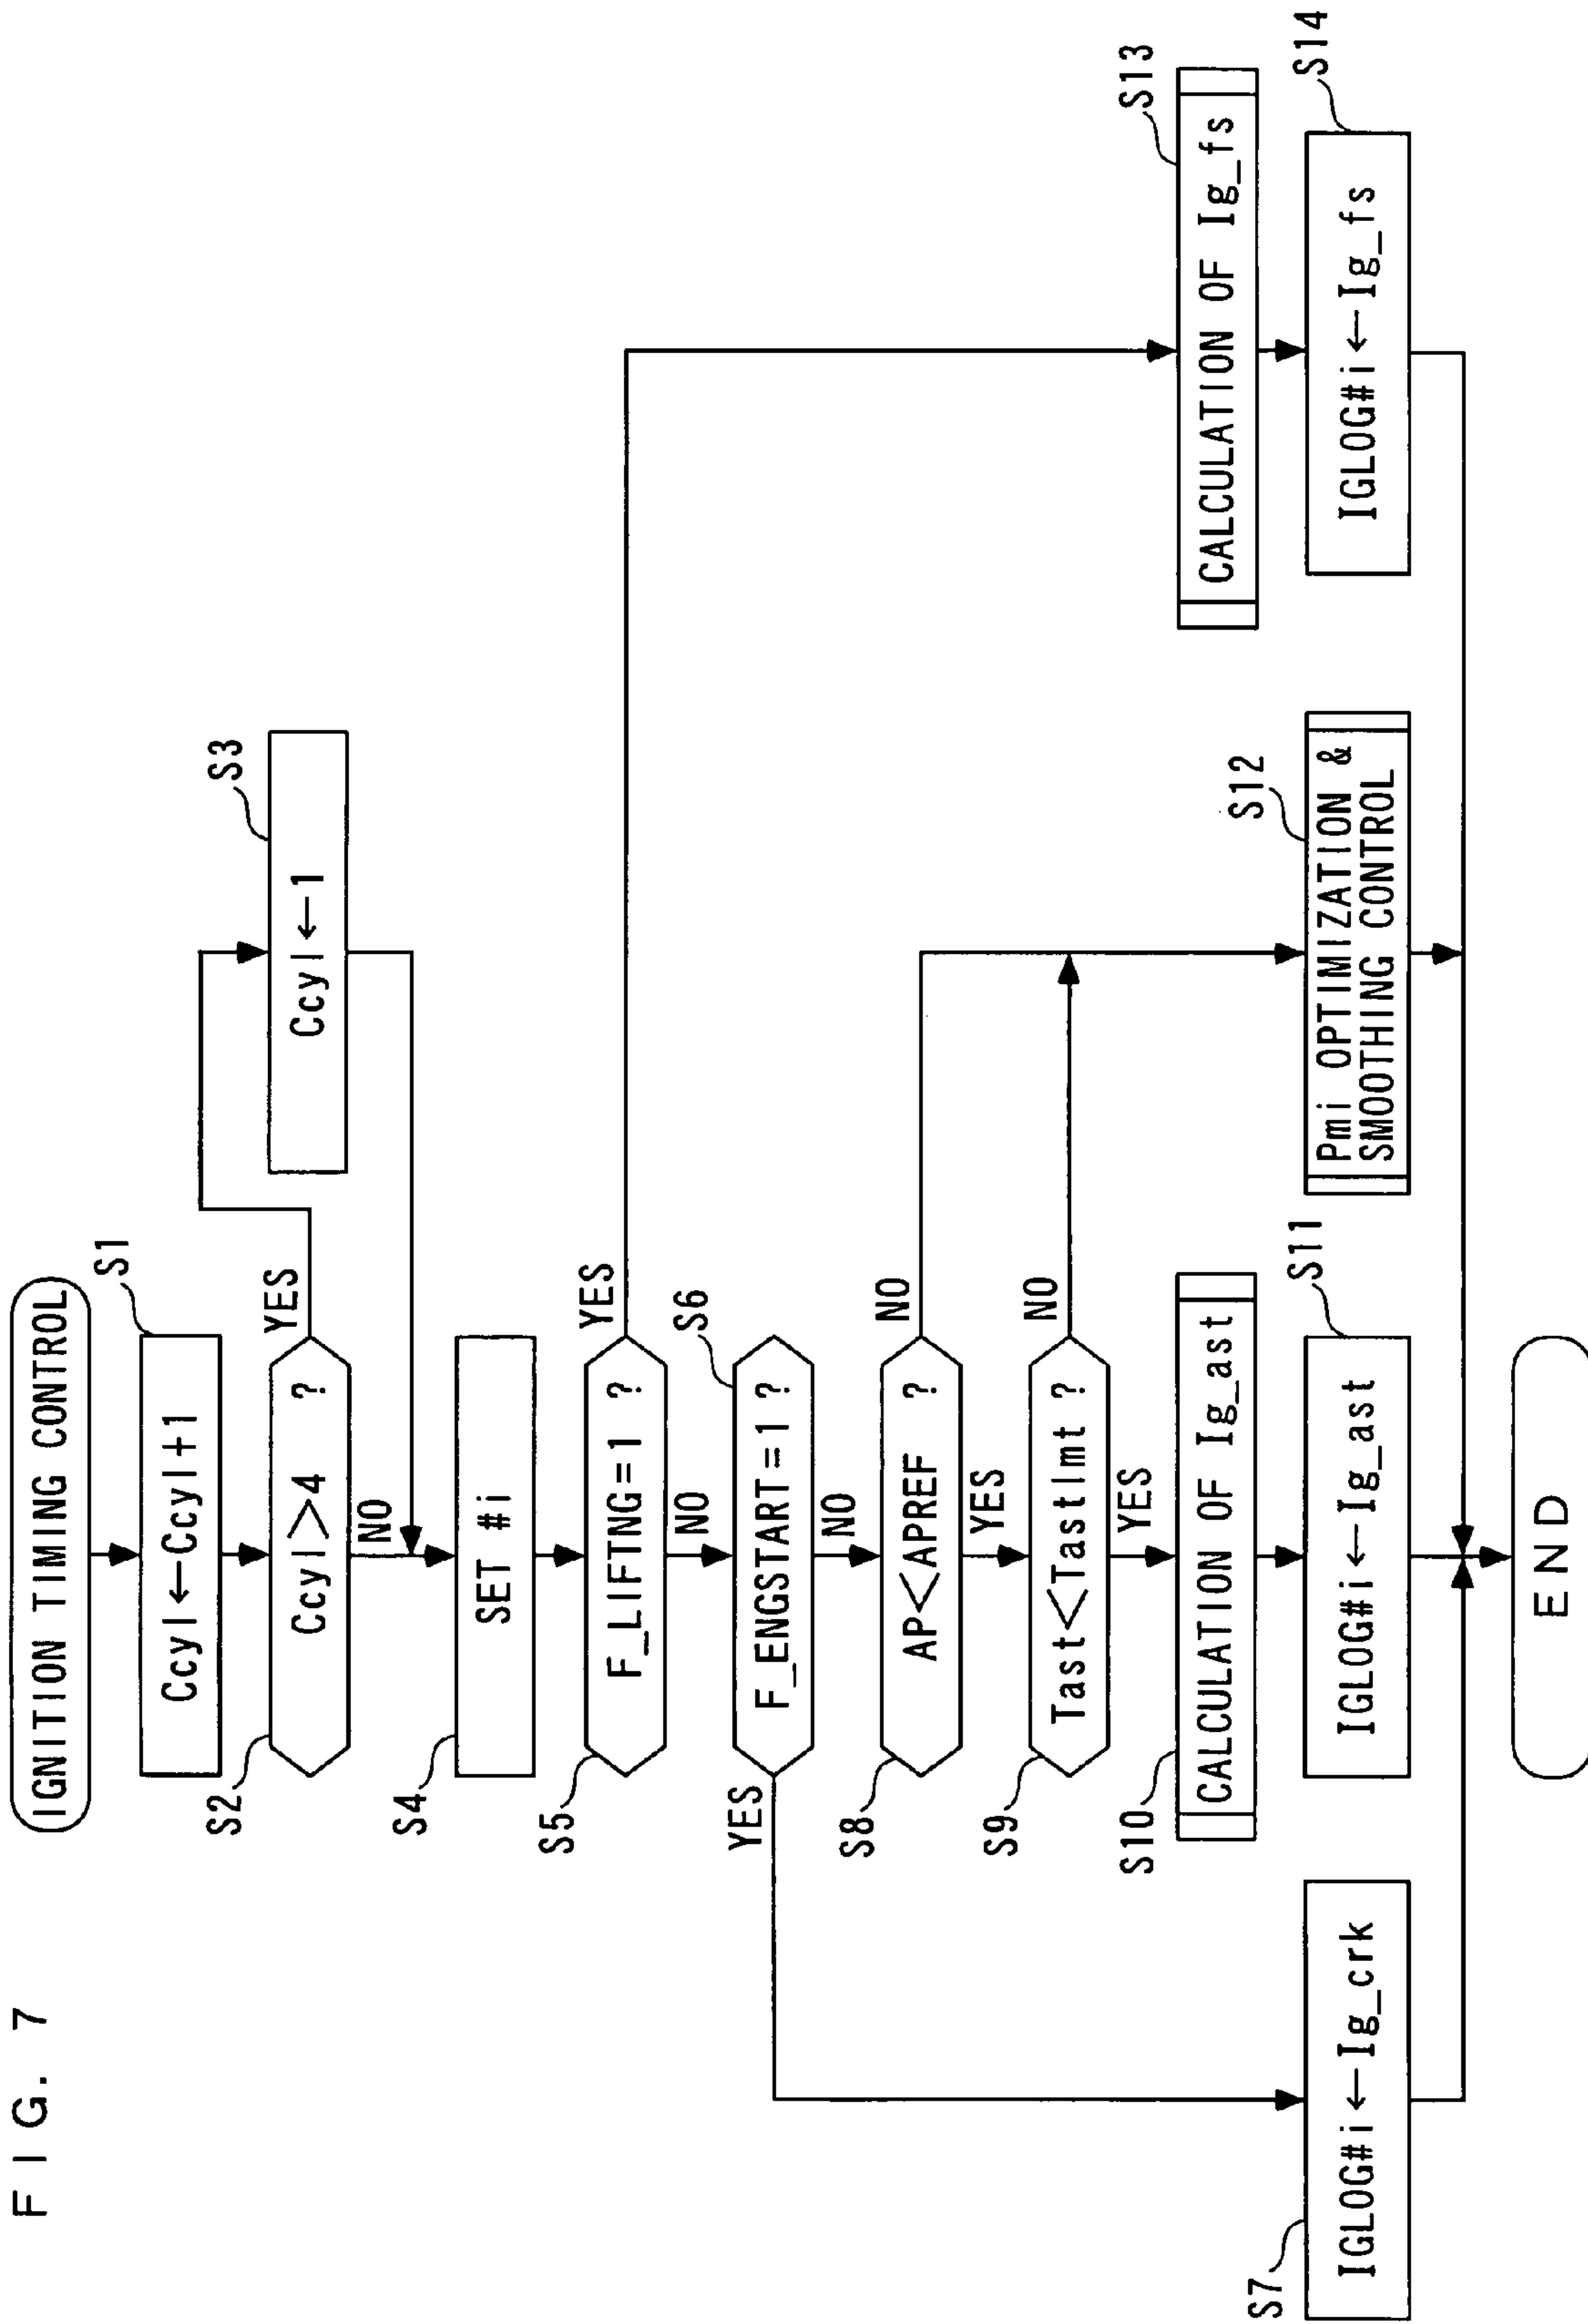 FIG. 7
IGNITION TIMING CONTROL
S1
Ccyl←Ccyl+1
S2
Ccyl>4 ?
YES
NO
S3
Ccyl←1
S4
SET #i
S5
F_LIFTNG=1 ?
YES
NO
S6
F_ENGSTART=1 ?
YES
NO
S8
AP<APREF ?
NO
YES
S9
Tast<Tastlmt ?
NO
YES
S10
CALCULATION OF Ig_ast
S13
CALCULATION OF Ig_fs
S7
IGLOG#i←Ig_crk
S11
IGLOG#i←Ig_ast
S12
Pmi OPTIMIZATION &
SMOOTHING CONTROL
S14
IGLOG#i←Ig_fs
END